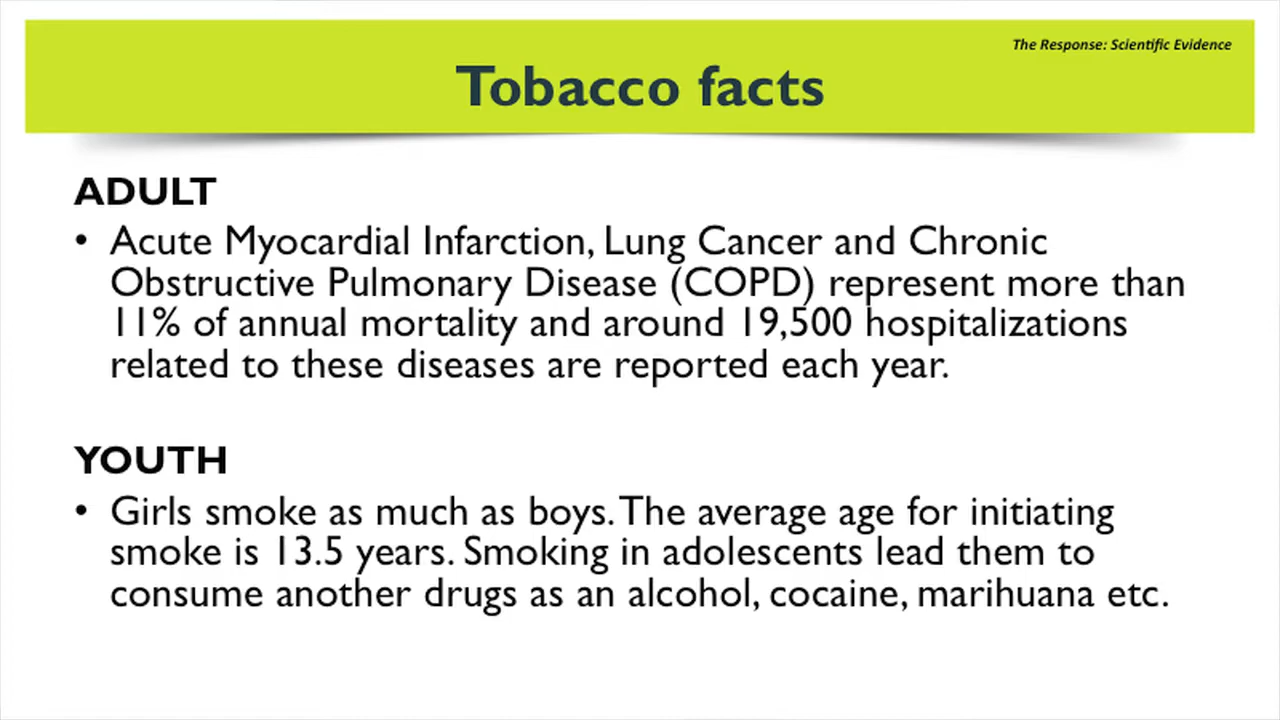 The Response: Scientific Evidence
Tobacco facts
ADULT
• Acute Myocardial Infarction, Lung Cancer and Chronic
Obstructive Pulmonary Disease (COPD) represent more than
11% of annual mortality and around 19,500 hospitalizations
related to these diseases are reported each year.
YOUTH
• Girls smoke as much as boys. The average age for initiating
smoke is 13.5 years. Smoking in adolescents lead them to
consume another drugs as an alcohol, cocaine, marihuana etc.